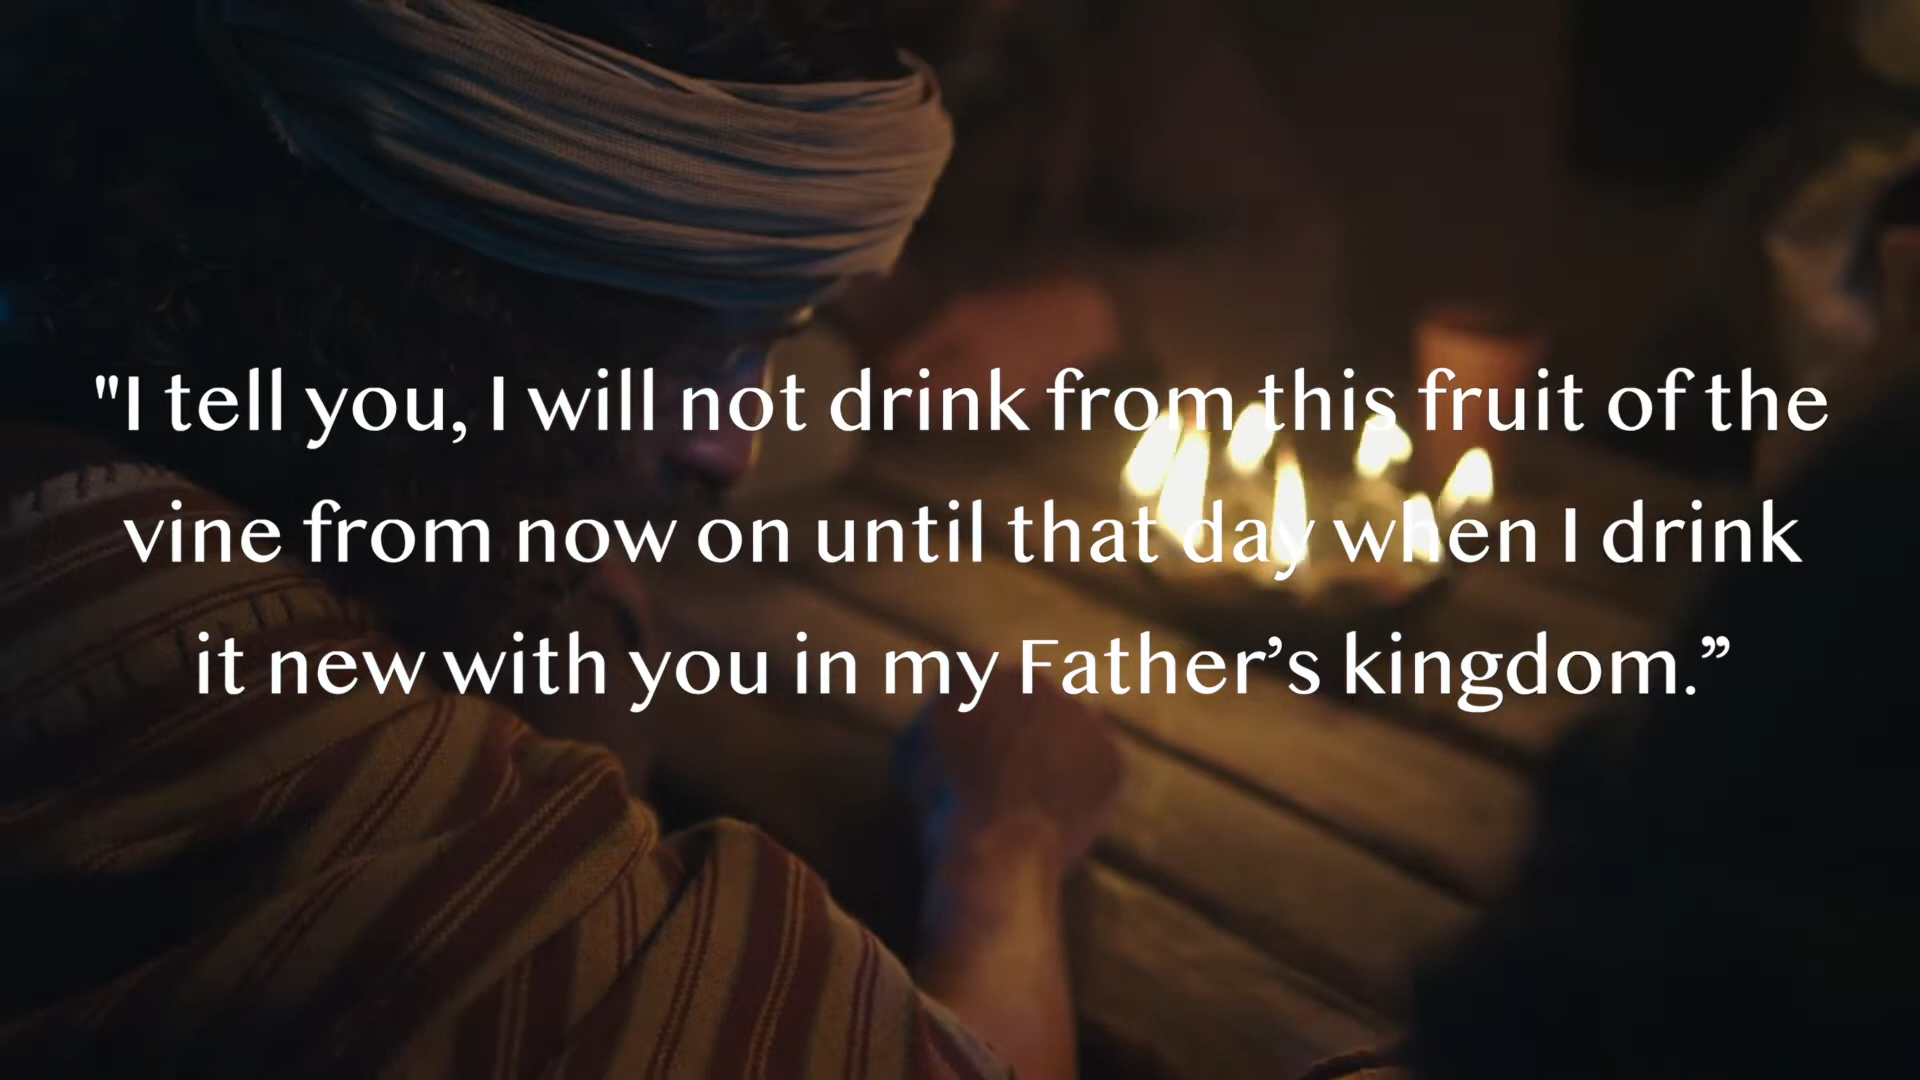 "I tell you, I will not drink from this fruit of the
vine from now on until that day when I drink
it new with you in my Father’s kingdom.”